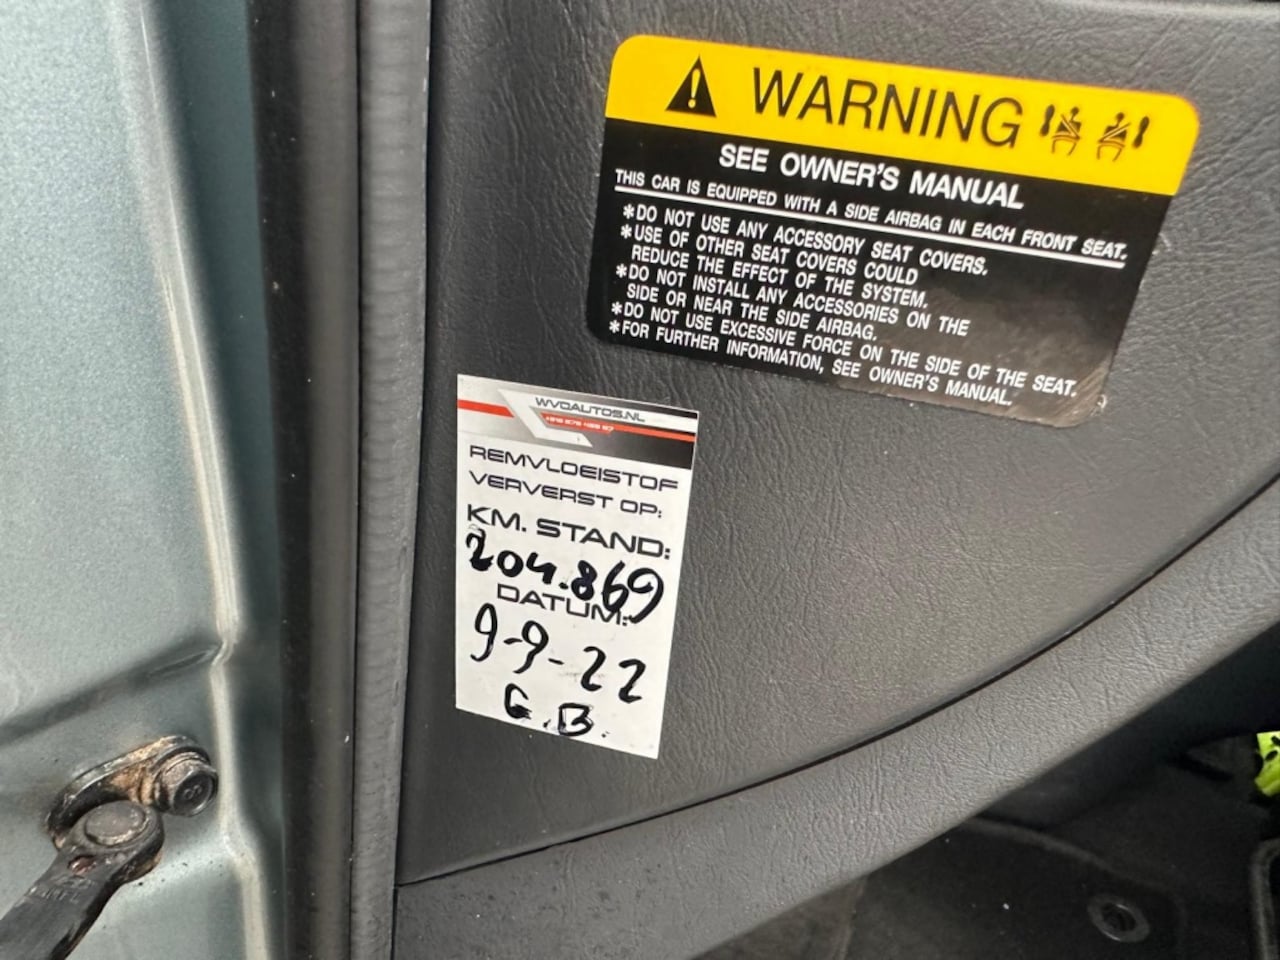 WARNING
SEE OWNER'S MANUAL
THIS CAR IS EQUIPPED WITH A SIDE AIRBAG IN EACH FRONT SEAT.
*DO NOT USE ANY ACCESSORY SEAT COVERS.
*USE OF OTHER SEAT COVERS COULD
REDUCE THE EFFECT OF THE SYSTEM.
*DO NOT INSTALL ANY ACCESSORIES ON THE
SIDE OR NEAR THE SIDE AIRBAG.
*DO NOT USE EXCESSIVE FORCE ON THE SIDE OF THE SEAT.
*FOR FURTHER INFORMATION, SEE OWNER'S MANUAL.
WVDAUTOS.NL
REMVLOEISTOF
VERVERST OP:
KM. STAND:
204.869
DATUM:
9-9-22
G.B.